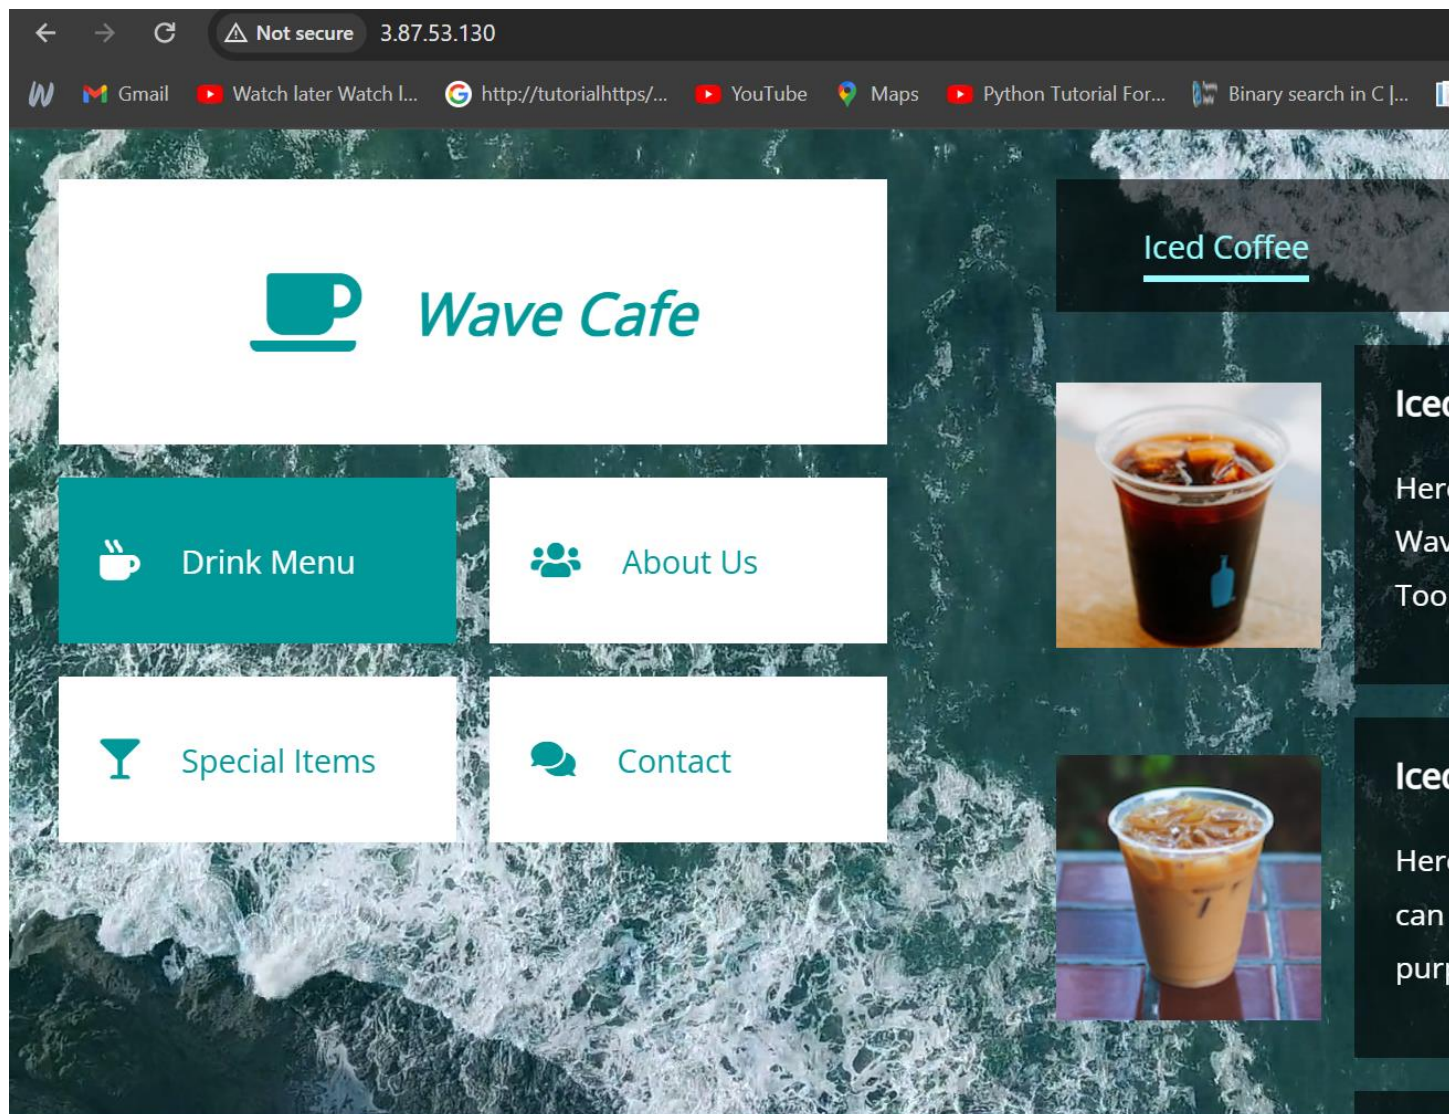 Not secure 3.87.53.130
Gmail Watch later Watch l... http://tutorialhttps/... YouTube Maps Python Tutorial For... Binary search in C |...
Wave Cafe
Drink Menu
About Us
Special Items
Contact
Iced Coffee
can